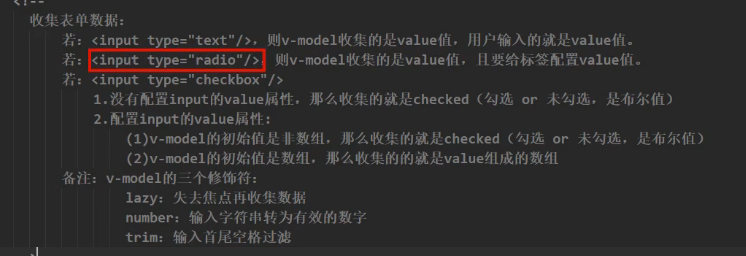 <!--
收集表单数据:
若: <input type="text"/>, 则v-model收集的是value值, 用户输入的就是value值。
若: <input type="radio"/>, 则v-model收集的是value值, 且要给标签配置value值。
若: <input type="checkbox"/>
1.没有配置input的value属性, 那么收集的就是checked (勾选 or 未勾选, 是布尔值)
2.配置input的value属性:
(1)v-model的初始值是非数组, 那么收集的就是checked (勾选 or 未勾选, 是布尔值)
(2)v-model的初始值是数组, 那么收集的的就是value组成的数组
备注: v-model的三个修饰符:
lazy: 失去焦点再收集数据
number: 输入字符串转为有效的数字
trim: 输入首尾空格过滤